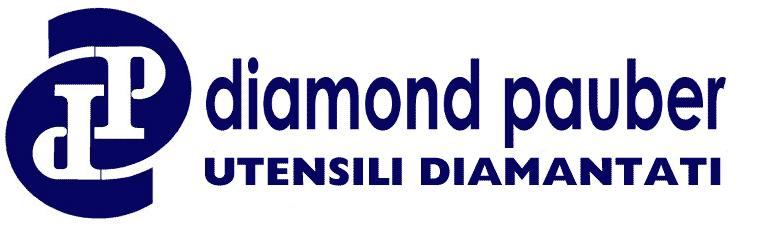 dP
diamond pauber
UTENSILI DIAMANTATI